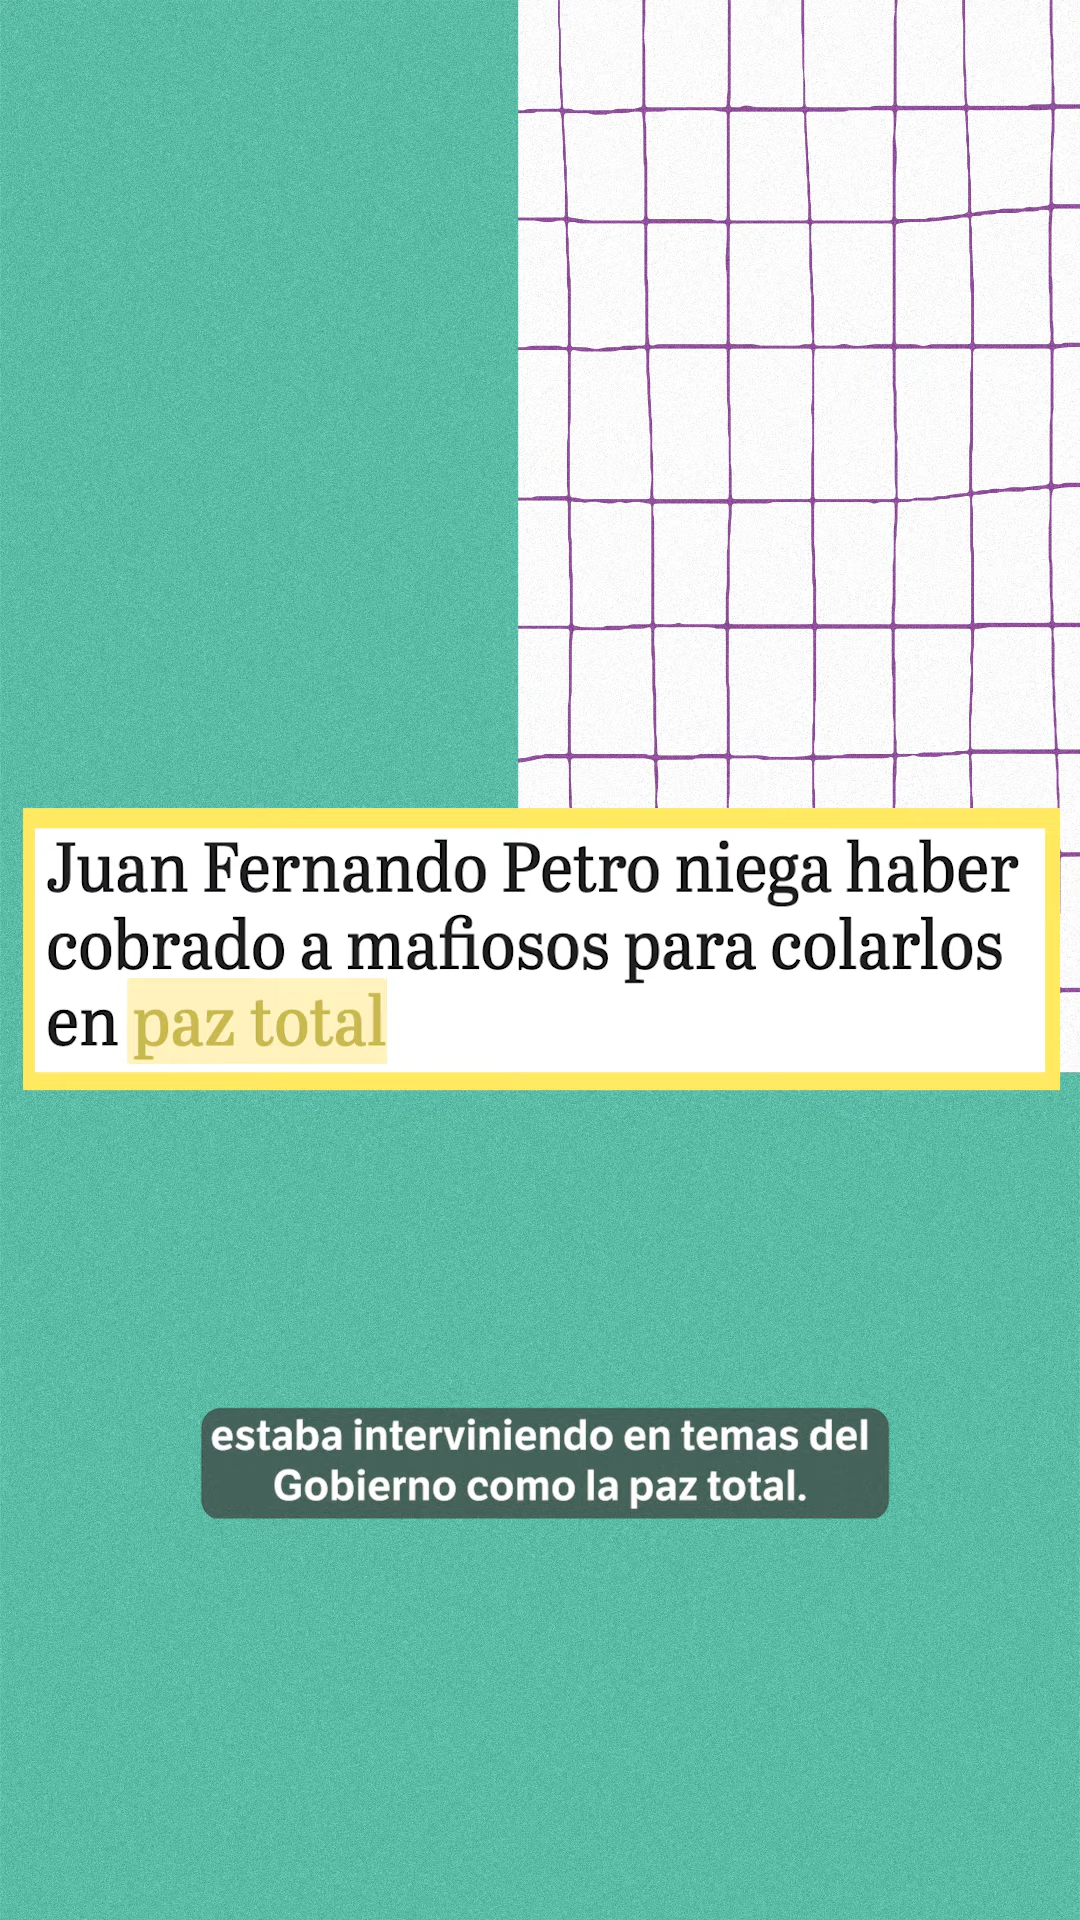 Juan Fernando Petro niega haber
cobrado a mafiosos para colarlos
en paz total
estaba interviniendo en temas del
Gobierno como la paz total.